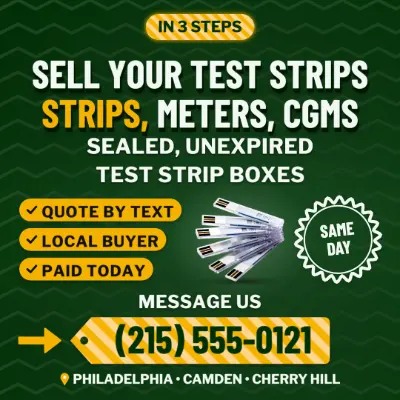 IN 3 STEPS
SELL YOUR TEST STRIPS
STRIPS, METERS, CGMS
SEALED, UNEXPIRED
TEST STRIP BOXES
✓ QUOTE BY TEXT
✓ LOCAL BUYER
✓ PAID TODAY
SAME
DAY
MESSAGE US
(215) 555-0121
PHILADELPHIA • CAMDEN • CHERRY HILL